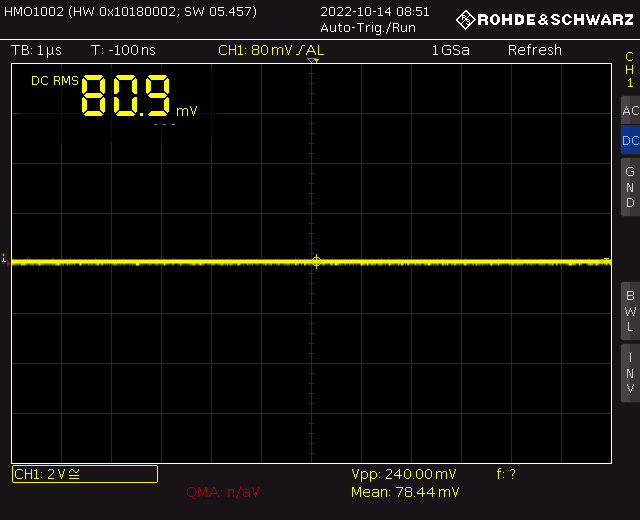 HMO1002 (HW 0x10180002; SW 05.457)
2022-10-14 08:51
Auto-Trig./Run
ROHDE&SCHWARZ
TB: 1µs
T: -100ns
CH1: 80mV
AL
1GSa
Refresh
CH1
DC RMS 80.9 mV
---
AC
DC
GND
BWL
INV
CH1: 2V≅
Vpp: 240.00mV
f: ?
QMA: n/aV
Mean: 78.44mV